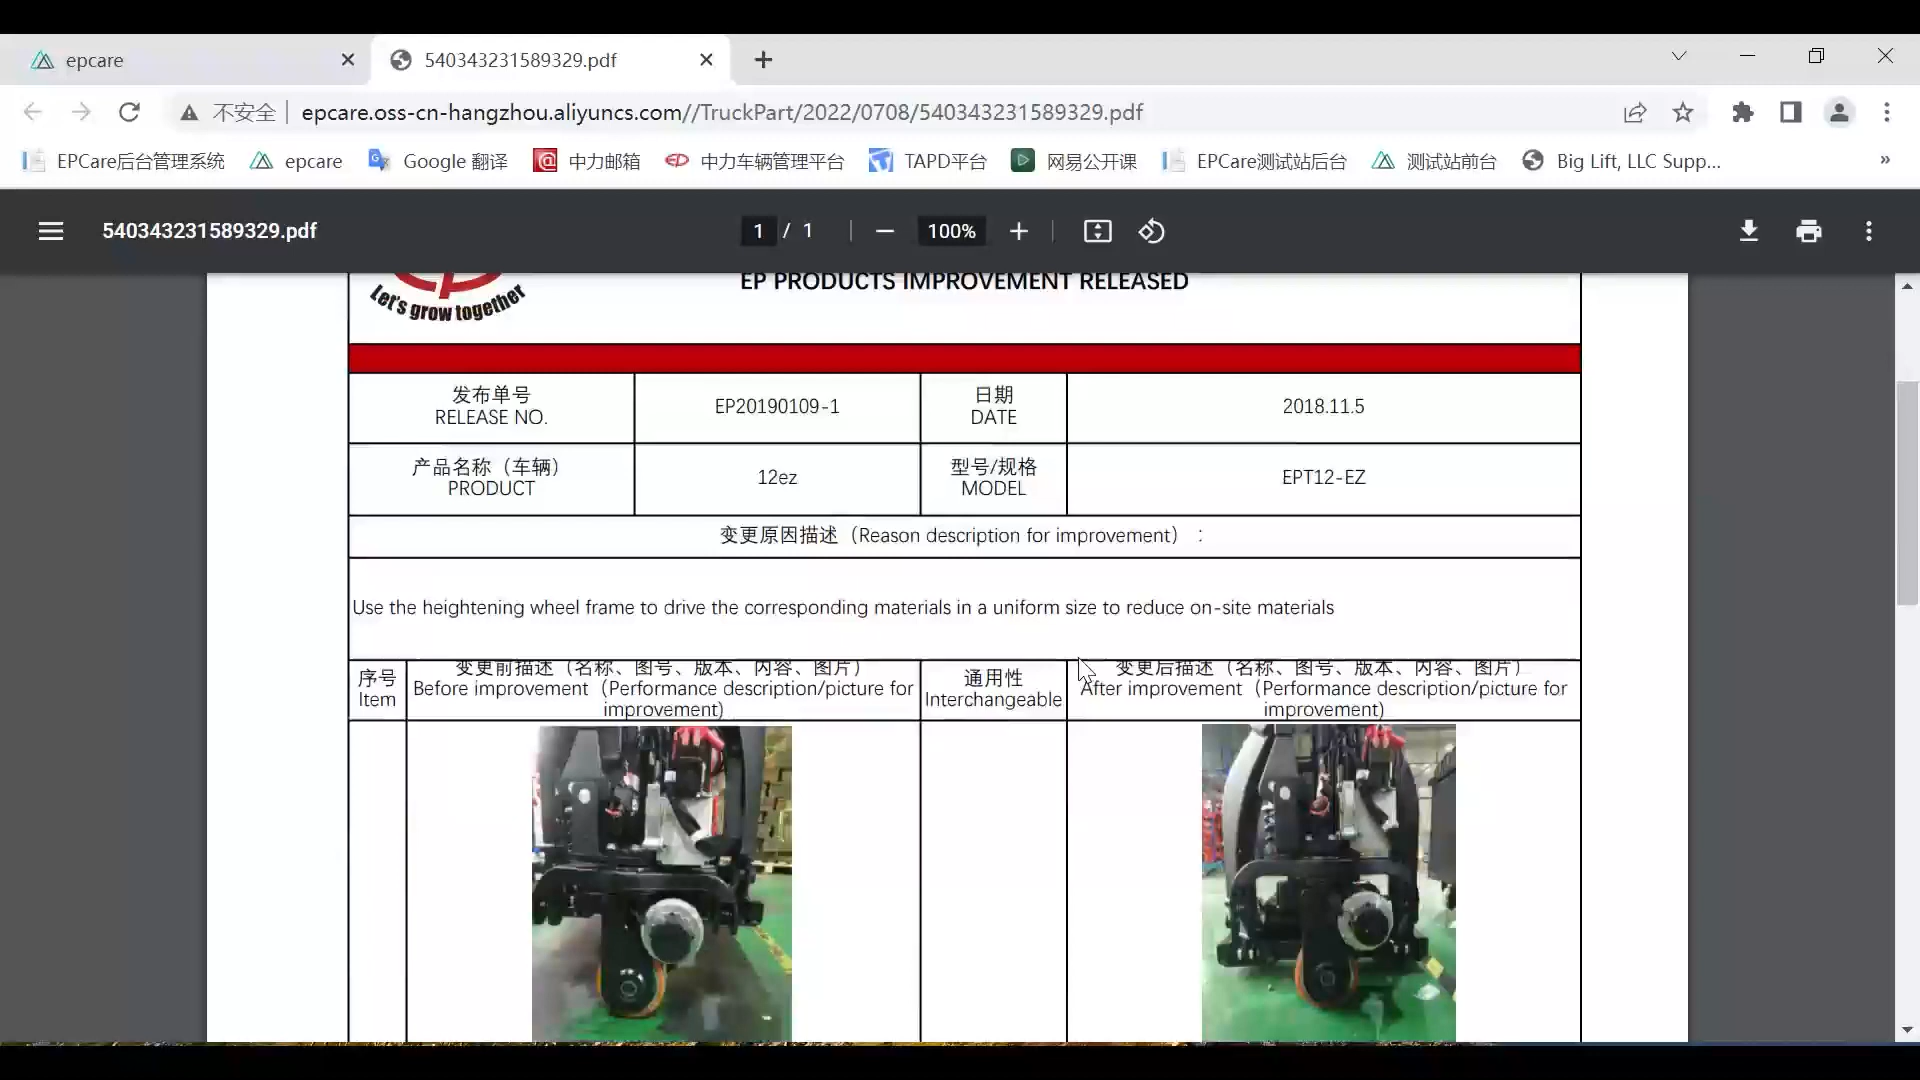 epcare
540343231589329.pdf
不安全 epcare.oss-cn-hangzhou.aliyuncs.com//TruckPart/2022/0708/540343231589329.pdf
EPCare后台管理系统 epcare Google 翻译 中力邮箱 中力车辆管理平台 TAPD平台 网易公开课 EPCare测试站后台 测试站前台 Big Lift, LLC Supp... »
540343231589329.pdf 1 / 1 100%
Let's grow together
EP PRODUCTS IMPROVEMENT RELEASED
发布单号
RELEASE NO.
EP20190109-1
日期
DATE
2018.11.5
产品名称（车辆）
PRODUCT
12ez
型号/规格
MODEL
EPT12-EZ
变更原因描述（Reason description for improvement）：
Use the heightening wheel frame to drive the corresponding materials in a uniform size to reduce on-site materials
序号
Item
变更前描述（名称、图号、版本、内容、图片）
Before improvement（Performance description/picture for
improvement)
通用性
Interchangeable
变更后描述（名称、图号、版本、内容、图片）
After improvement（Performance description/picture for
improvement)